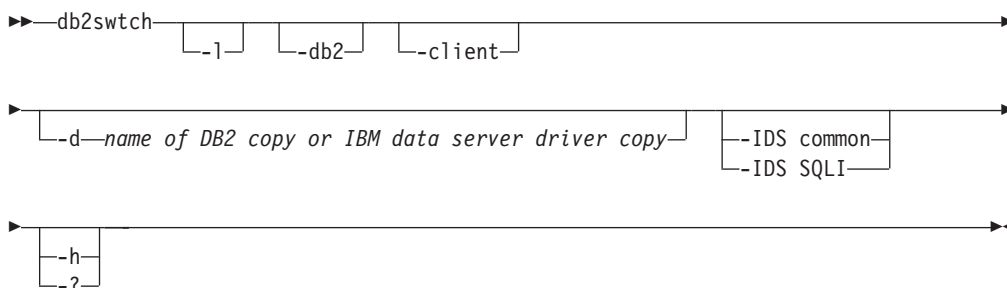 db2swtch
-l -db2 -client
-d name of DB2 copy or IBM data server driver copy -IDS common
-IDS SQLI
-h
-?